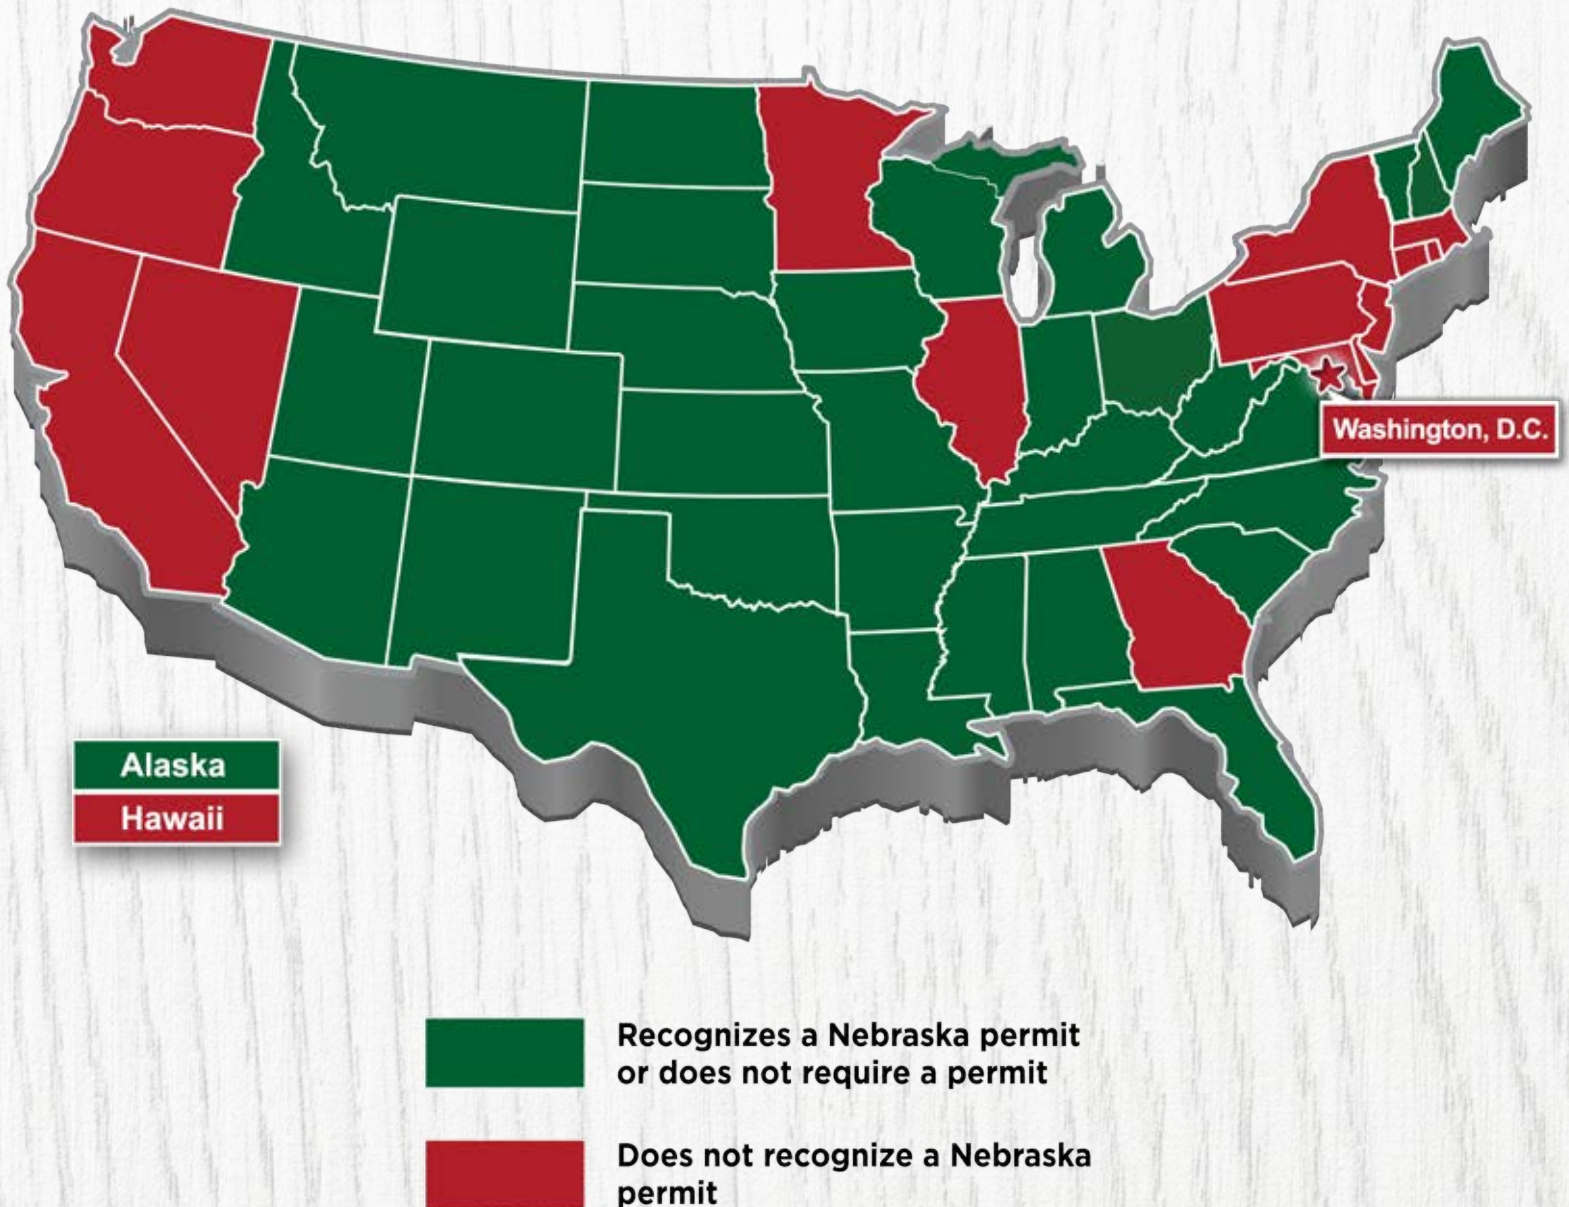 Washington, D.C.
Alaska
Hawaii
Recognizes a Nebraska permit
or does not require a permit
Does not recognize a Nebraska
permit